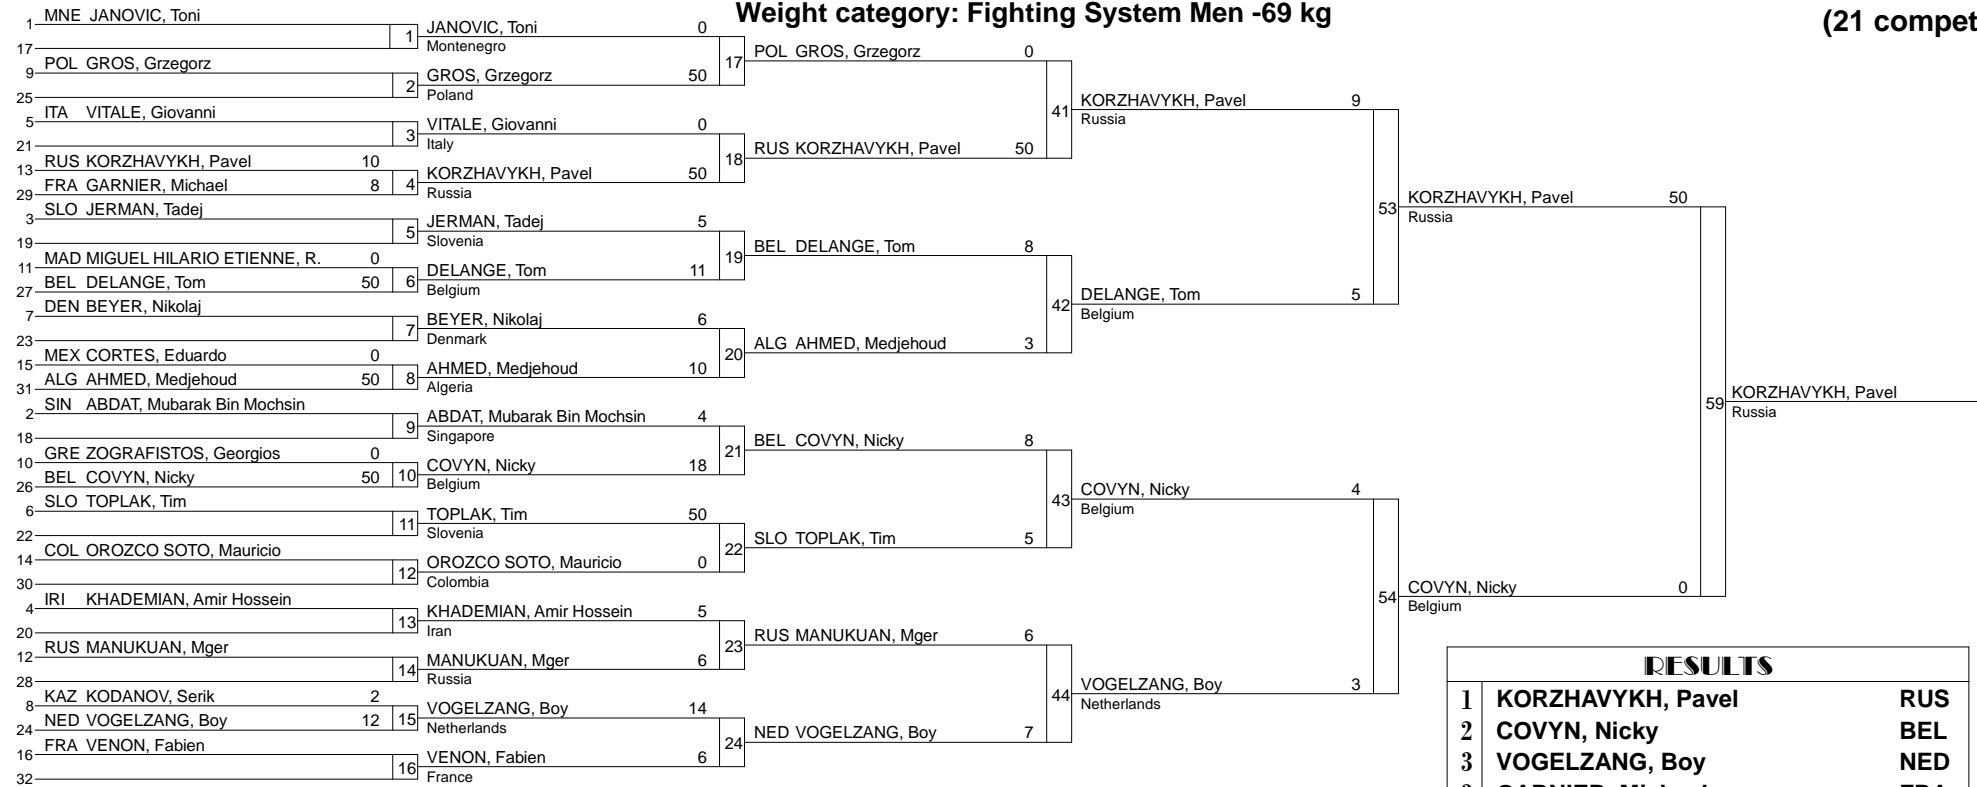 Weight category: Fighting System Men -69 kg
(21 compet
1 MNE JANOVIC, Toni
17
9 POL GROS, Grzegorz
25
5 ITA VITALE, Giovanni
21
13 RUS KORZHAVYKH, Pavel 10
29 FRA GARNIER, Michael 8
3 SLO JERMAN, Tadej
19
11 MAD MIGUEL HILARIO ETIENNE, R. 0
27 BEL DELANGE, Tom 50
7 DEN BEYER, Nikolaj
23
15 MEX CORTES, Eduardo 0
31 ALG AHMED, Medjehoud 50
2 SIN ABDAT, Mubarak Bin Mochsin
18
10 GRE ZOGRAFISTOS, Georgios 0
26 BEL COVYN, Nicky 50
6 SLO TOPLAK, Tim
22
14 COL OROZCO SOTO, Mauricio
30
4 IRI KHADEMIAN, Amir Hossein
20
12 RUS MANUKUAN, Mger
28
8 KAZ KODANOV, Serik 2
24 NED VOGELZANG, Boy 12
16 FRA VENON, Fabien
32
1 JANOVIC, Toni 0
Montenegro
2 GROS, Grzegorz 50
Poland
3 VITALE, Giovanni 0
Italy
4 KORZHAVYKH, Pavel 50
Russia
5 JERMAN, Tadej 5
Slovenia
6 DELANGE, Tom 11
Belgium
7 BEYER, Nikolaj 6
Denmark
8 AHMED, Medjehoud 10
Algeria
9 ABDAT, Mubarak Bin Mochsin 4
Singapore
10 COVYN, Nicky 18
Belgium
11 TOPLAK, Tim 50
Slovenia
12 OROZCO SOTO, Mauricio 0
Colombia
13 KHADEMIAN, Amir Hossein 5
Iran
14 MANUKUAN, Mger 6
Russia
15 VOGELZANG, Boy 14
Netherlands
16 VENON, Fabien 6
France
17 POL GROS, Grzegorz 0
18 RUS KORZHAVYKH, Pavel 50
19 BEL DELANGE, Tom 8
20 ALG AHMED, Medjehoud 3
21 BEL COVYN, Nicky 8
22 SLO TOPLAK, Tim 5
23 RUS MANUKUAN, Mger 6
24 NED VOGELZANG, Boy 7
41 KORZHAVYKH, Pavel 9
Russia
42 DELANGE, Tom 5
Belgium
43 COVYN, Nicky 4
Belgium
44 VOGELZANG, Boy 3
Netherlands
53 KORZHAVYKH, Pavel 50
Russia
54 COVYN, Nicky 0
Belgium
59 KORZHAVYKH, Pavel
Russia
RESULTS
1 KORZHAVYKH, Pavel RUS
2 COVYN, Nicky BEL
3 VOGELZANG, Boy NED
3 GARNIER, Michael FRA